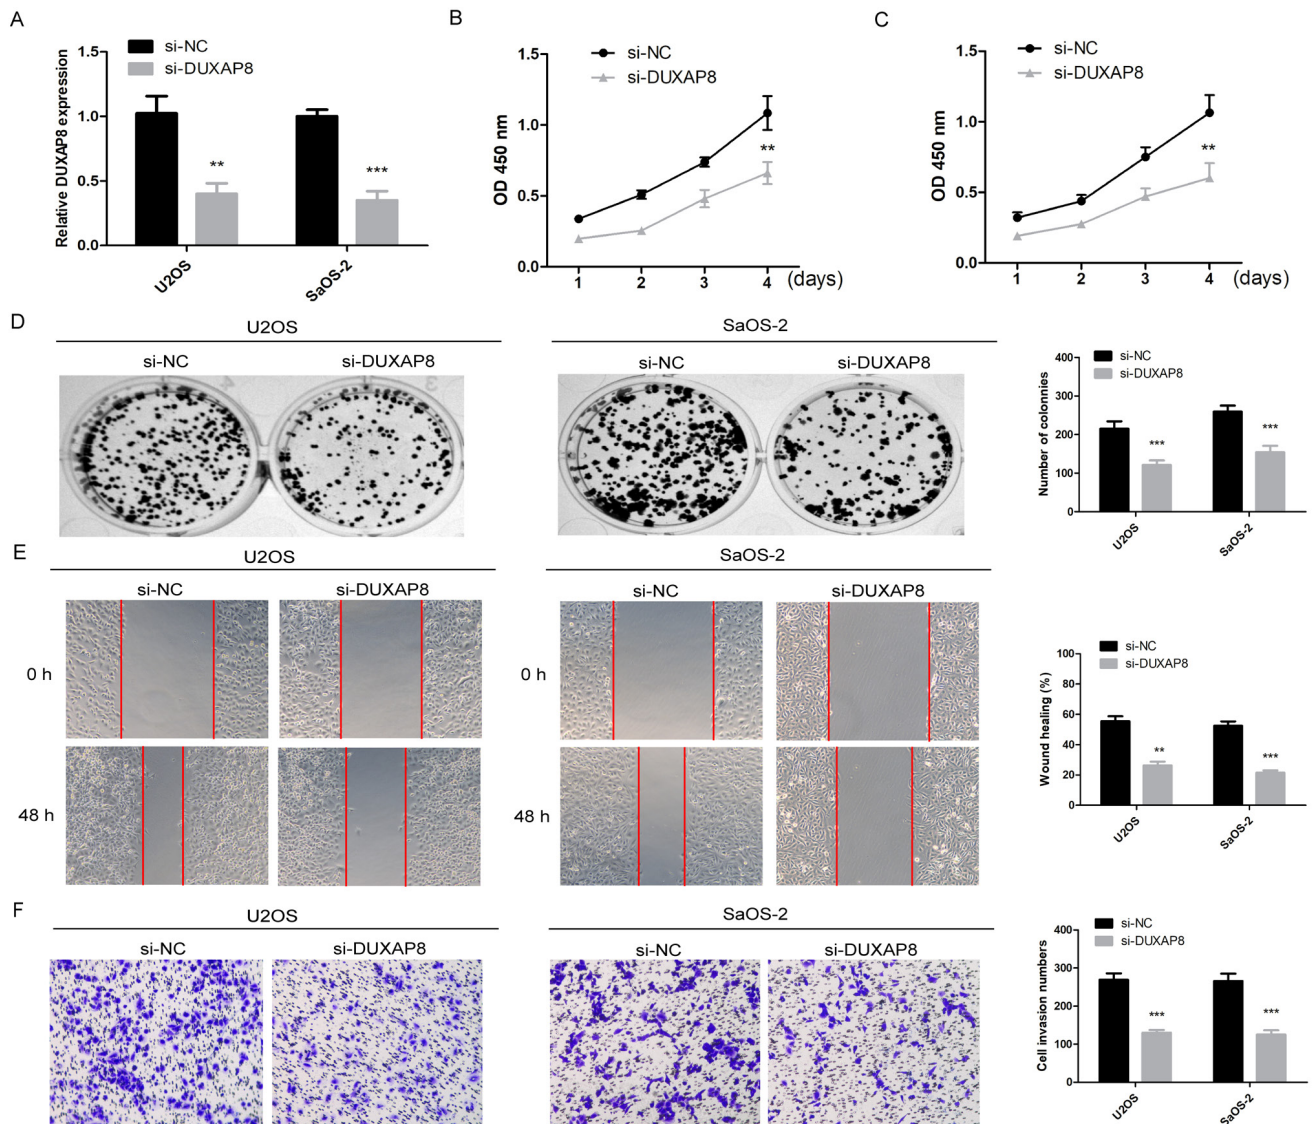 A
si-NC
si-DUXAP8
Relative DUXAP8 expression
1.5
1.0
0.5
0.0
**
***
U2OS
SaOS-2
B
si-NC
si-DUXAP8
OD 450 nm
1.5
1.0
0.5
0.0
**
1 2 3 4 (days)
C
si-NC
si-DUXAP8
OD 450 nm
1.5
1.0
0.5
0.0
**
1 2 3 4 (days)
D
U2OS
si-NC si-DUXAP8
SaOS-2
si-NC si-DUXAP8
Number of colonnies
400
300
200
100
0
si-NC
si-DUXAP8
***
***
U2OS
SaOS-2
E
U2OS
si-NC si-DUXAP8
SaOS-2
si-NC si-DUXAP8
0 h
48 h
0 h
48 h
Wound healing (%)
100
80
60
40
20
0
si-NC
si-DUXAP8
**
***
U2OS
SaOS-2
F
U2OS
si-NC si-DUXAP8
SaOS-2
si-NC si-DUXAP8
Cell invasion numbers
400
300
200
100
0
si-NC
si-DUXAP8
***
***
U2OS
SaOS-2